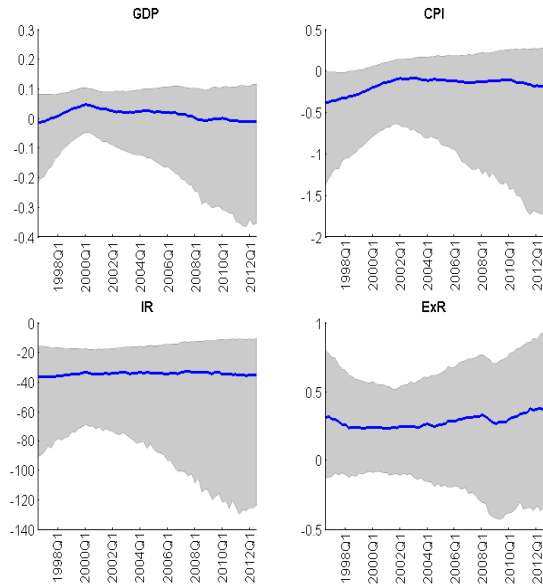 GDP
0.3
0.2
0.1
0
-0.1
-0.2
-0.3
-0.4
1998Q1
2000Q1
2002Q1
2004Q1
2006Q1
2008Q1
2010Q1
2012Q1
CPI
0.5
0
-0.5
-1
-1.5
-2
1998Q1
2000Q1
2002Q1
2004Q1
2006Q1
2008Q1
2010Q1
2012Q1
IR
0
-20
-40
-60
-80
-100
-120
-140
1998Q1
2000Q1
2002Q1
2004Q1
2006Q1
2008Q1
2010Q1
2012Q1
ExR
1
0.5
0
-0.5
1998Q1
2000Q1
2002Q1
2004Q1
2006Q1
2008Q1
2010Q1
2012Q1